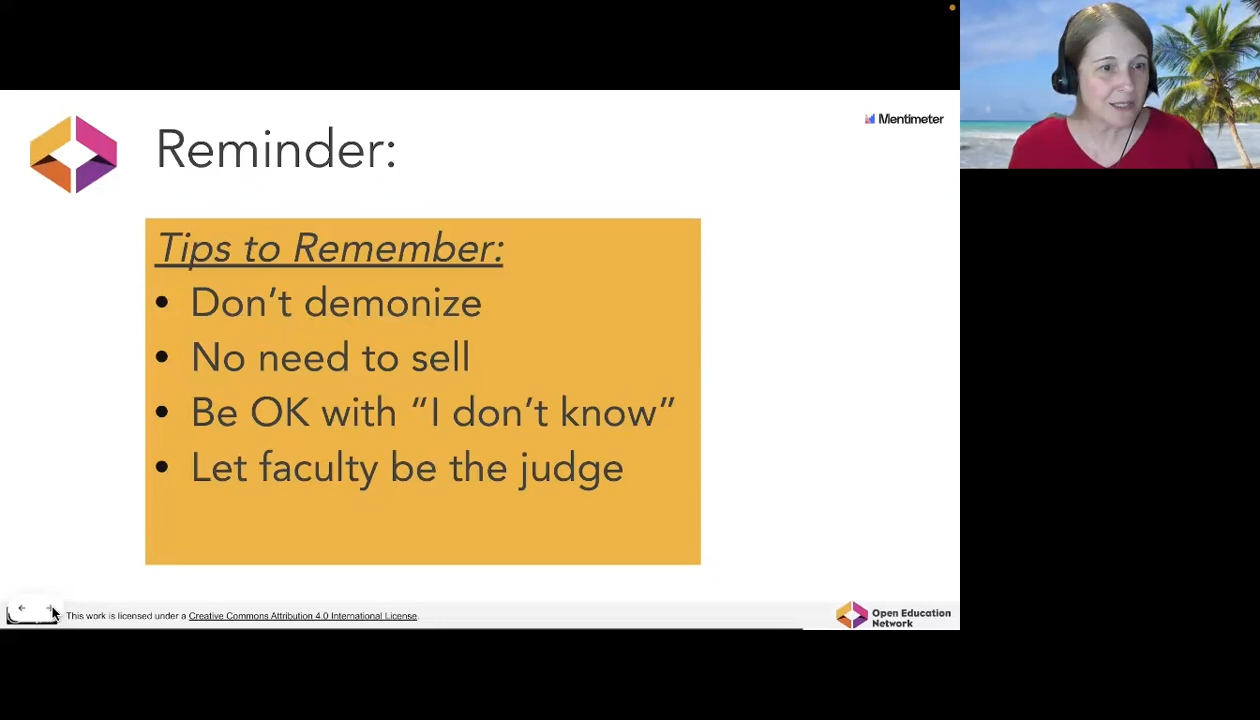 Mentimeter
Reminder:
Tips to Remember:
• Don’t demonize
• No need to sell
• Be OK with “I don’t know”
• Let faculty be the judge
This work is licensed under a Creative Commons Attribution 4.0 International License.
Open Education
Network